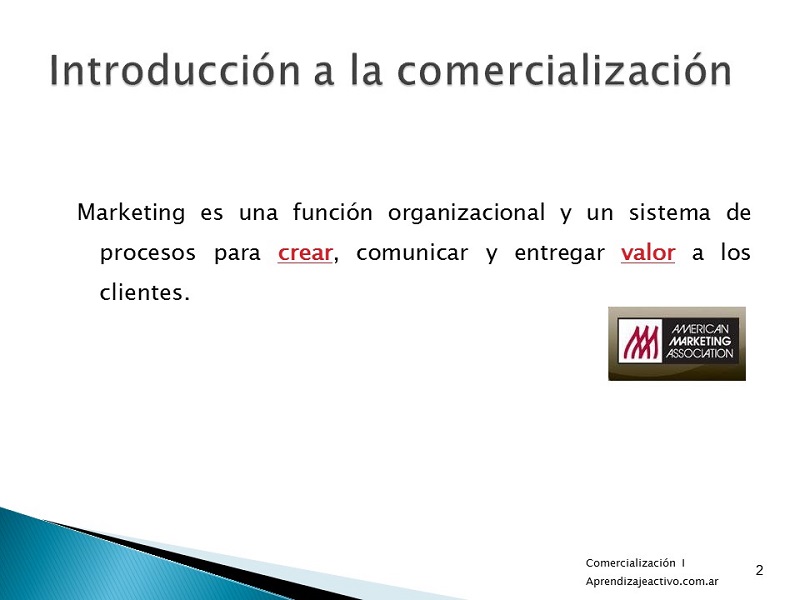 Introducción a la comercialización
Marketing es una función organizacional y un sistema de
procesos para crear, comunicar y entregar valor a los
clientes.
AMERICAN
MARKETING
ASSOCIATION
Comercialización I
Aprendizajeactivo.com.ar
2